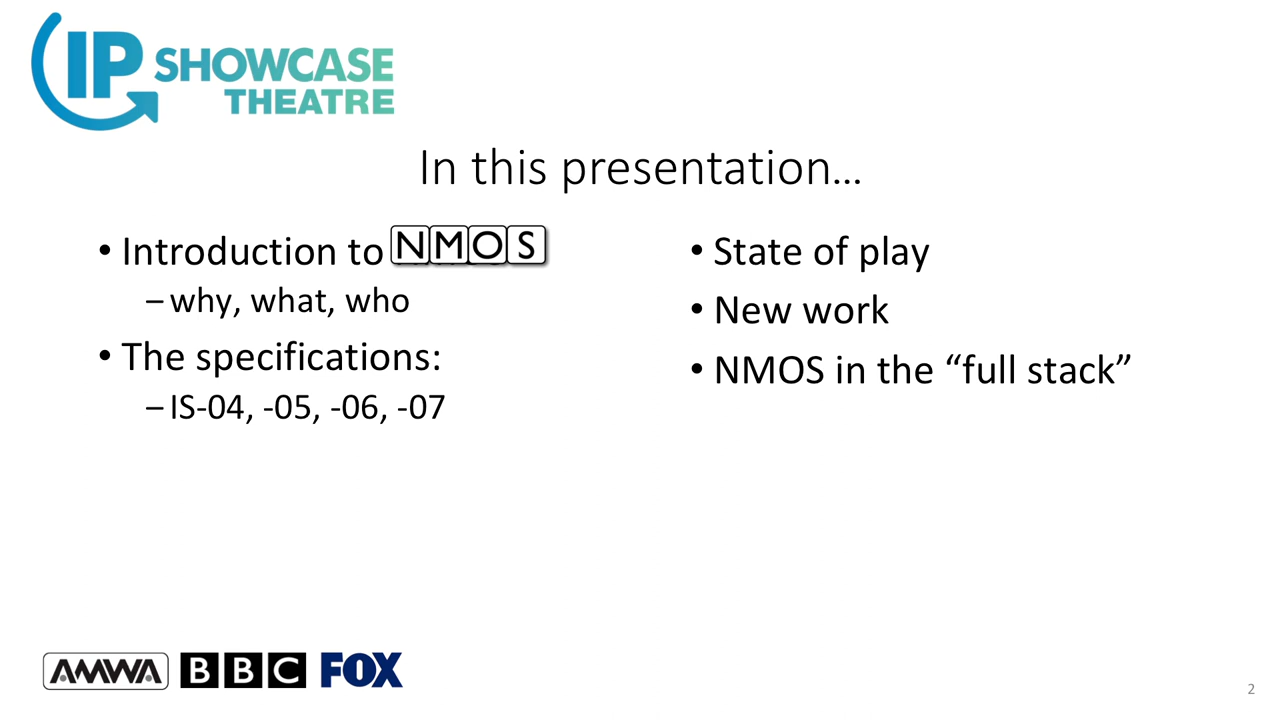 IP SHOWCASE
THEATRE
In this presentation…
• Introduction to NMOS
– why, what, who
• The specifications:
– IS-04, -05, -06, -07
• State of play
• New work
• NMOS in the “full stack”
AMWA BBC FOX
2